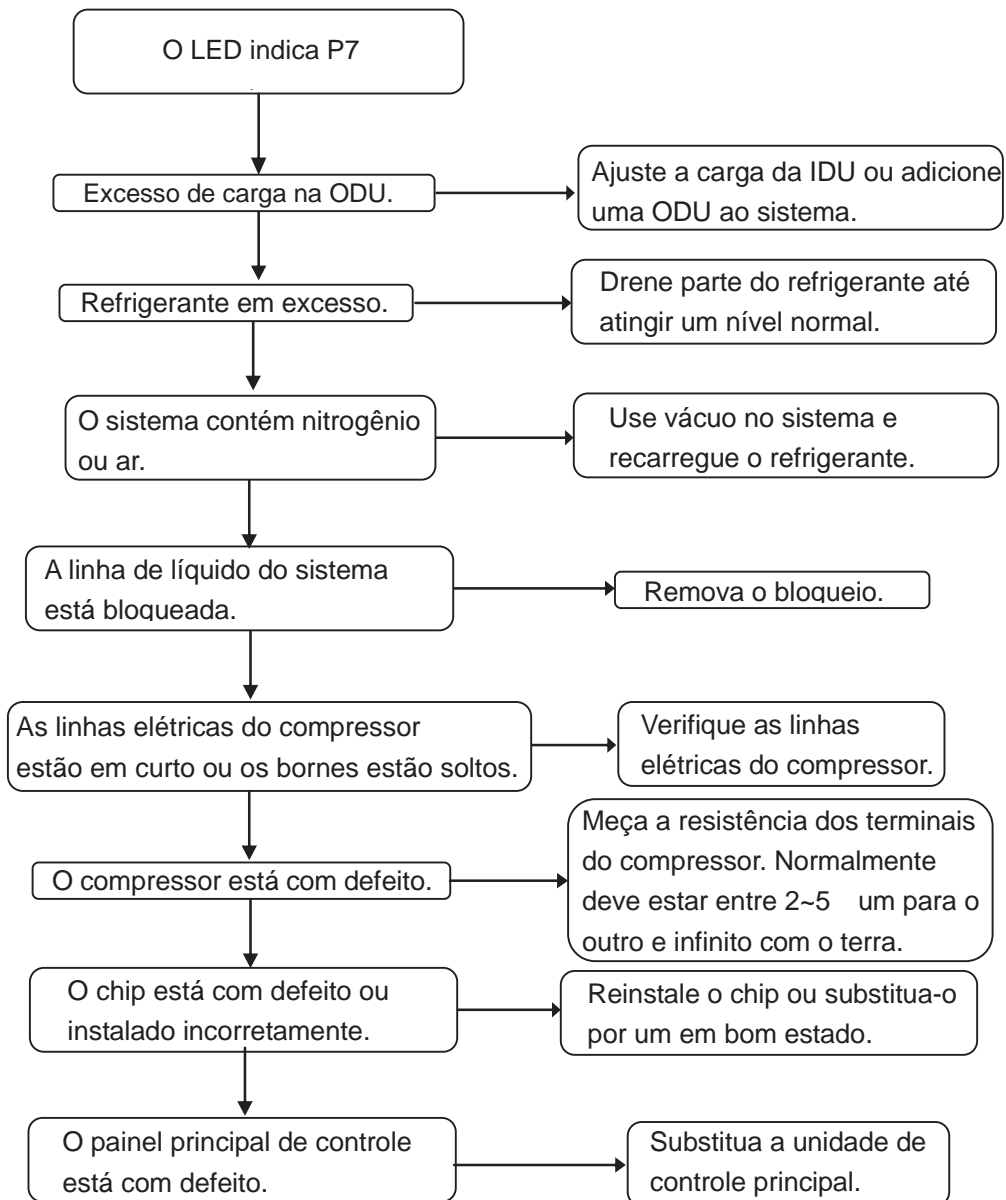 O LED indica P7
Excesso de carga na ODU.
Ajuste a carga da IDU ou adicione
uma ODU ao sistema.
Refrigerante em excesso.
Drene parte do refrigerante até
atingir um nível normal.
O sistema contém nitrogênio
ou ar.
Use vácuo no sistema e
recarregue o refrigerante.
A linha de líquido do sistema
está bloqueada.
Remova o bloqueio.
As linhas elétricas do compressor
estão em curto ou os bornes estão soltos.
Verifique as linhas
elétricas do compressor.
O compressor está com defeito.
Meça a resistência dos terminais
do compressor. Normalmente
deve estar entre 2~5 um para o
outro e infinito com o terra.
O chip está com defeito ou
instalado incorretamente.
Reinstale o chip ou substitua-o
por um em bom estado.
O painel principal de controle
está com defeito.
Substitua a unidade de
controle principal.